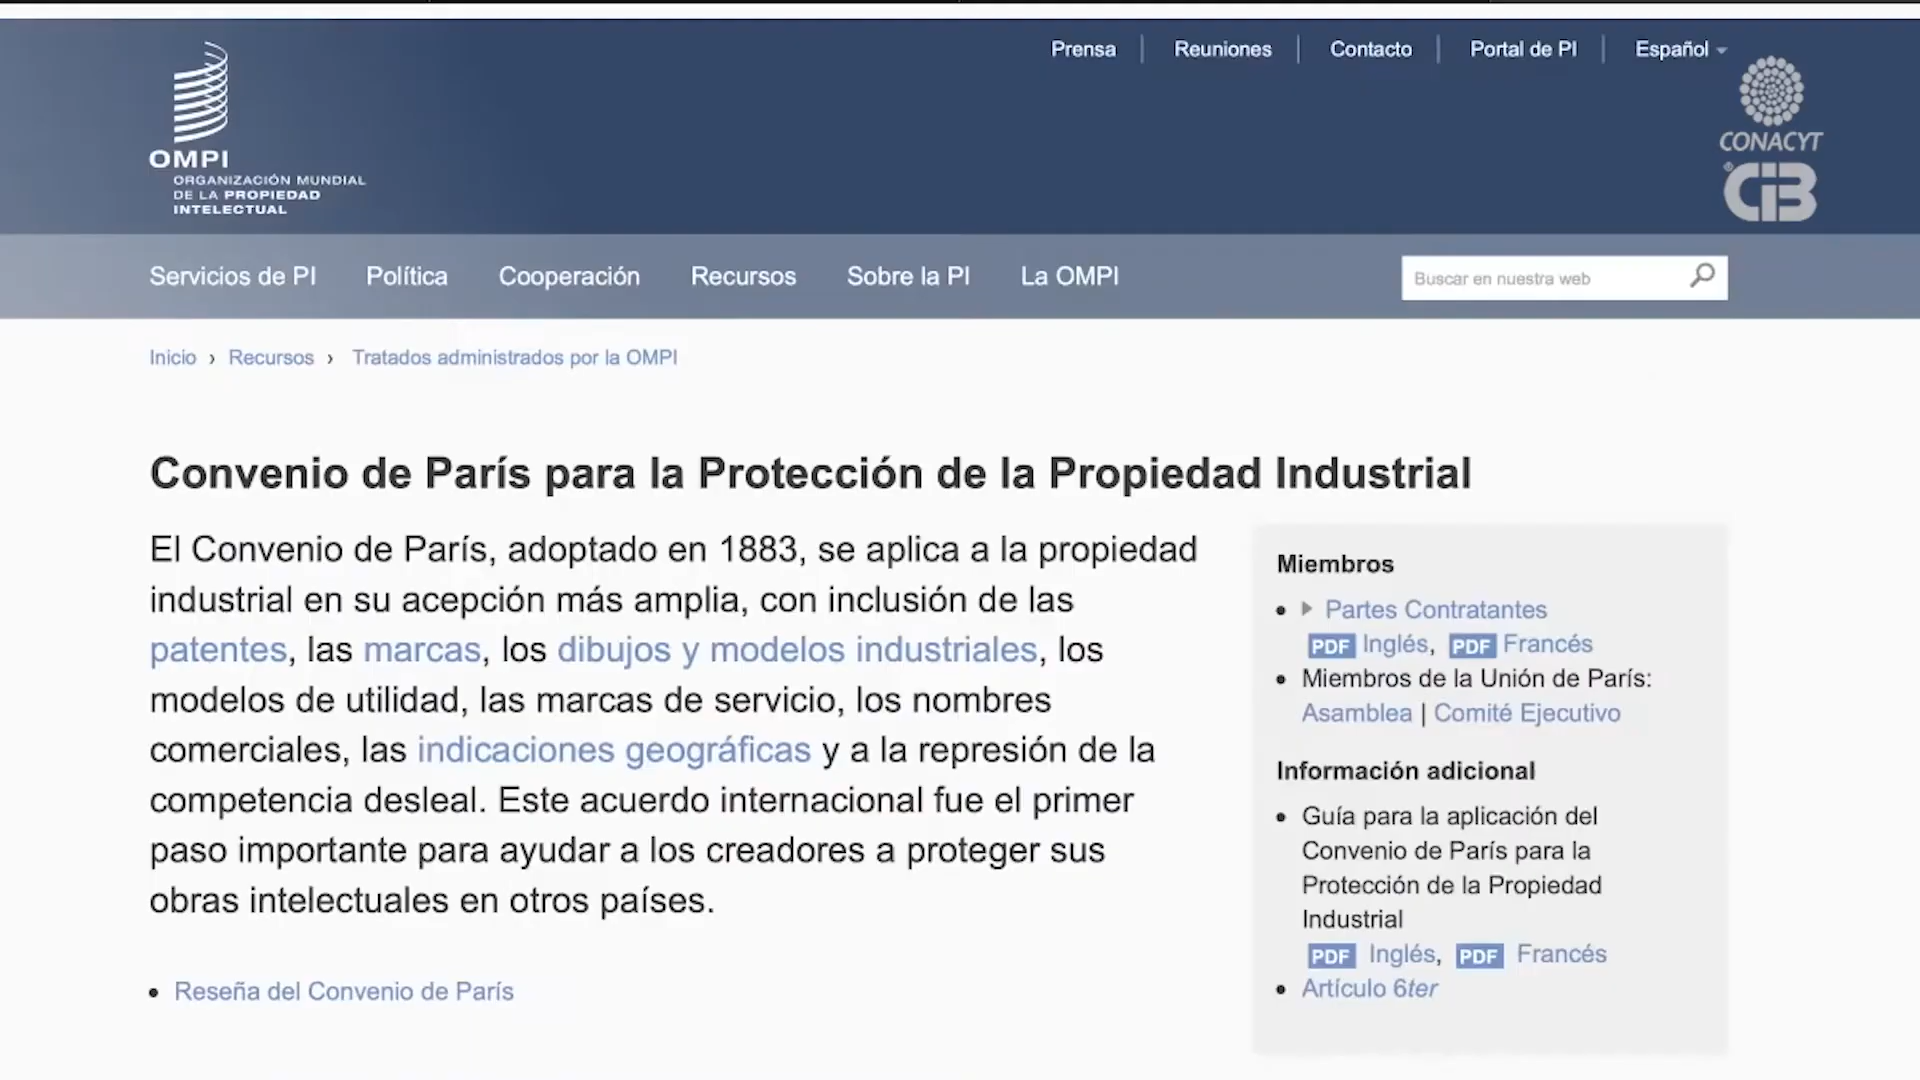 Prensa
Reuniones
Contacto
Portal de PI
Español
OMPI
ORGANIZACIÓN MUNDIAL
DE LA PROPIEDAD
INTELECTUAL
CONACYT
CIB
Servicios de PI
Política
Cooperación
Recursos
Sobre la PI
La OMPI
Buscar en nuestra web
Inicio › Recursos › Tratados administrados por la OMPI
Convenio de París para la Protección de la Propiedad Industrial
El Convenio de París, adoptado en 1883, se aplica a la propiedad
industrial en su acepción más amplia, con inclusión de las
patentes, las marcas, los dibujos y modelos industriales, los
modelos de utilidad, las marcas de servicio, los nombres
comerciales, las indicaciones geográficas y a la represión de la
competencia desleal. Este acuerdo internacional fue el primer
paso importante para ayudar a los creadores a proteger sus
obras intelectuales en otros países.
• Reseña del Convenio de París
Miembros
• Partes Contratantes
PDF Inglés, PDF Francés
• Miembros de la Unión de París:
Asamblea | Comité Ejecutivo
Información adicional
• Guía para la aplicación del
Convenio de París para la
Protección de la Propiedad
Industrial
PDF Inglés, PDF Francés
• Artículo 6ter